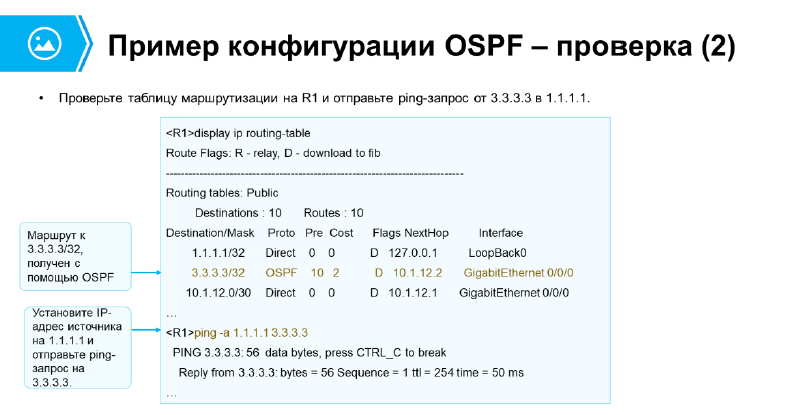 Пример конфигурации OSPF – проверка (2)
• Проверьте таблицу маршрутизации на R1 и отправьте ping-запрос от 3.3.3.3 в 1.1.1.1.
<R1>display ip routing-table
Route Flags: R - relay, D - download to fib
------------------------------------------------------------------------------
Routing tables: Public
Destinations : 10 Routes : 10
Destination/Mask Proto Pre Cost Flags NextHop Interface
1.1.1.1/32 Direct 0 0 D 127.0.0.1 LoopBack0
3.3.3.3/32 OSPF 10 2 D 10.1.12.2 GigabitEthernet 0/0/0
10.1.12.0/30 Direct 0 0 D 10.1.12.1 GigabitEthernet 0/0/0
…
<R1>ping -a 1.1.1.1 3.3.3.3
PING 3.3.3.3: 56 data bytes, press CTRL_C to break
Reply from 3.3.3.3: bytes = 56 Sequence = 1 ttl = 254 time = 50 ms
…
Маршрут к
3.3.3.3/32,
получен с
помощью OSPF
Установите IP-
адрес источника
на 1.1.1.1 и
отправьте ping-
запрос на
3.3.3.3.